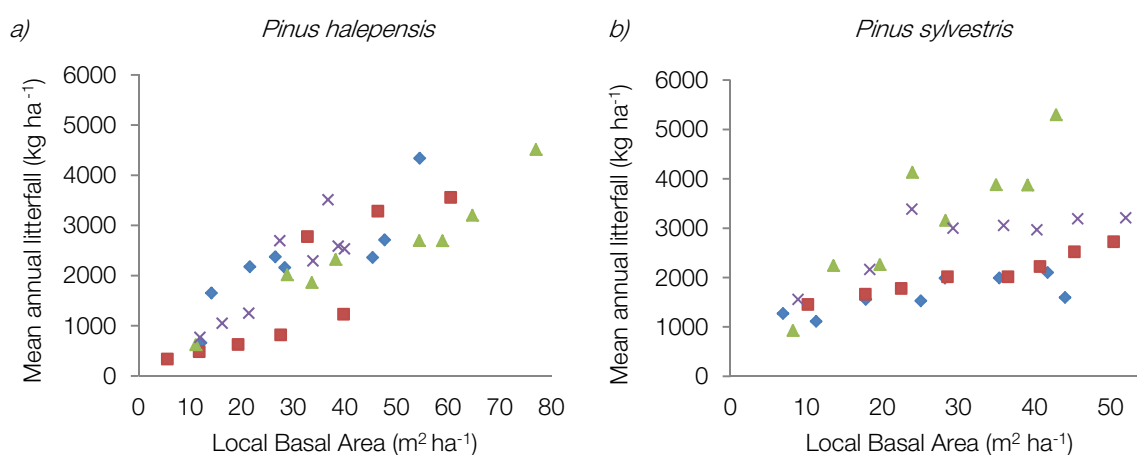 a) Pinus halepensis
Mean annual litterfall (kg ha⁻¹)
6000
5000
4000
3000
2000
1000
0
0 10 20 30 40 50 60 70 80
Local Basal Area (m² ha⁻¹)
b) Pinus sylvestris
Mean annual litterfall (kg ha⁻¹)
6000
5000
4000
3000
2000
1000
0
0 10 20 30 40 50
Local Basal Area (m² ha⁻¹)